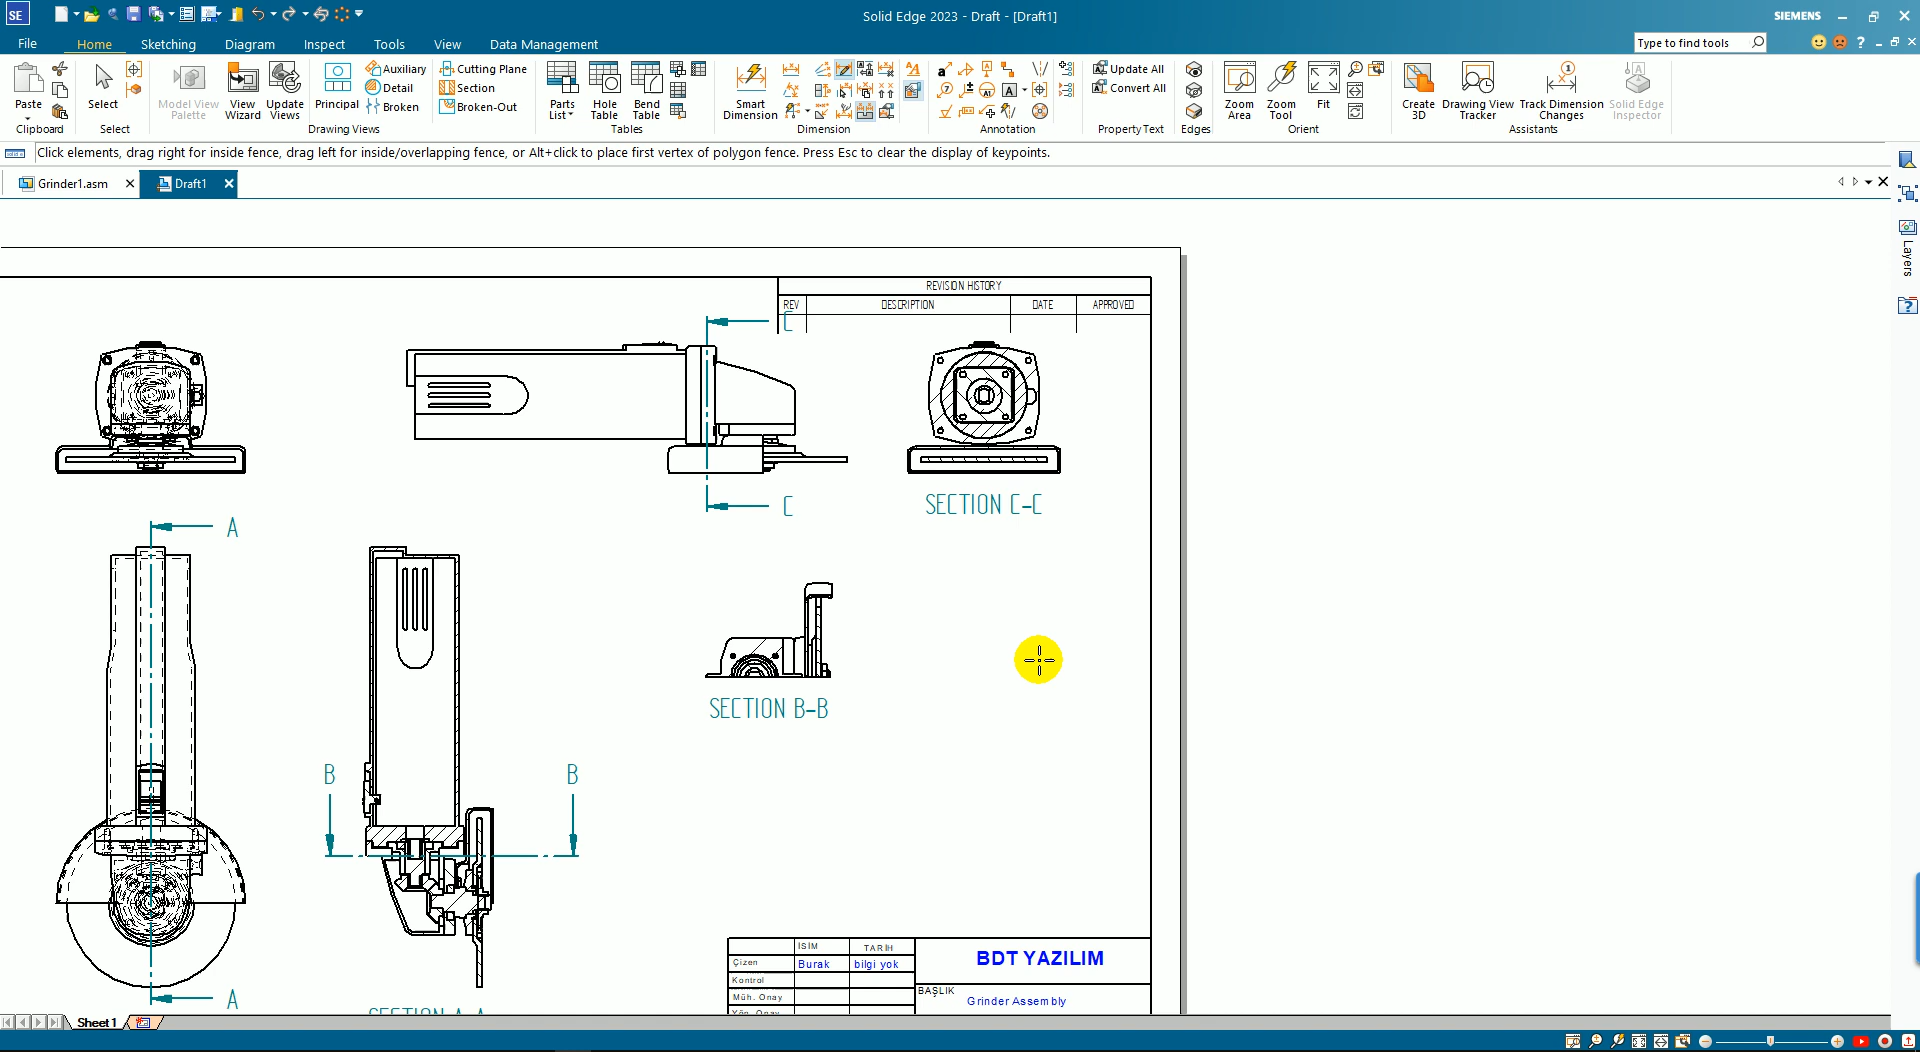 SE
Solid Edge 2023 - Draft - [Draft1]
SIEMENS
File
Home
Sketching
Diagram
Inspect
Tools
View
Data Management
Type to find tools
Paste
Clipboard
Select
Select
Model View Palette
View Wizard
Update Views
Principal
Auxiliary
Detail
Broken
Cutting Plane
Section
Broken-Out
Drawing Views
Parts List
Hole Table
Bend Table
Tables
Smart Dimension
Dimension
Annotation
Update All
Convert All
Property Text
Edges
Zoom Area
Zoom Tool
Fit
Orient
Create 3D
Drawing View Tracker
Track Dimension Changes
Solid Edge Inspector
Assistants
Click elements, drag right for inside fence, drag left for inside/overlapping fence, or Alt+click to place first vertex of polygon fence. Press Esc to clear the display of keypoints.
Grinder1.asm
Draft1
Layers
REVISION HISTORY
REV
DESCRIPTION
DATE
APPROVED
C
C
SECTION C-C
A
SECTION B-B
B
B
A
SECTION A-A
ISIM
TARİH
Çizen
Burak
bilgi yok
Kontrol
Müh. Onay
Yön. Onay
BDT YAZILIM
BAŞLIK
Grinder Assembly
Sheet1